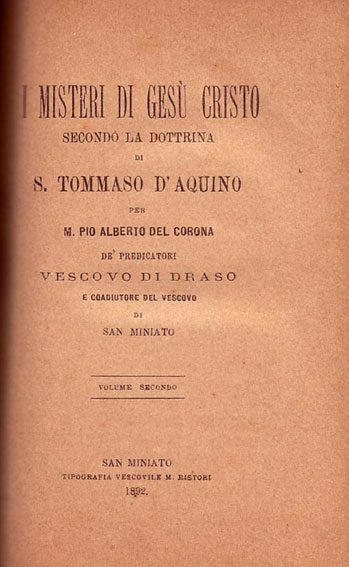 I MISTERI DI GESÙ CRISTO
SECONDO LA DOTTRINA
DI
S. TOMMASO D'AQUINO
PER
M. PIO ALBERTO DEL CORONA
DE' PREDICATORI
VESCOVO DI DRASO
E COADIUTORE DEL VESCOVO
DI
SAN MINIATO
VOLUME SECONDO
SAN MINIATO
TIPOGRAFIA VESCOVILE M. RISTORI
1892.